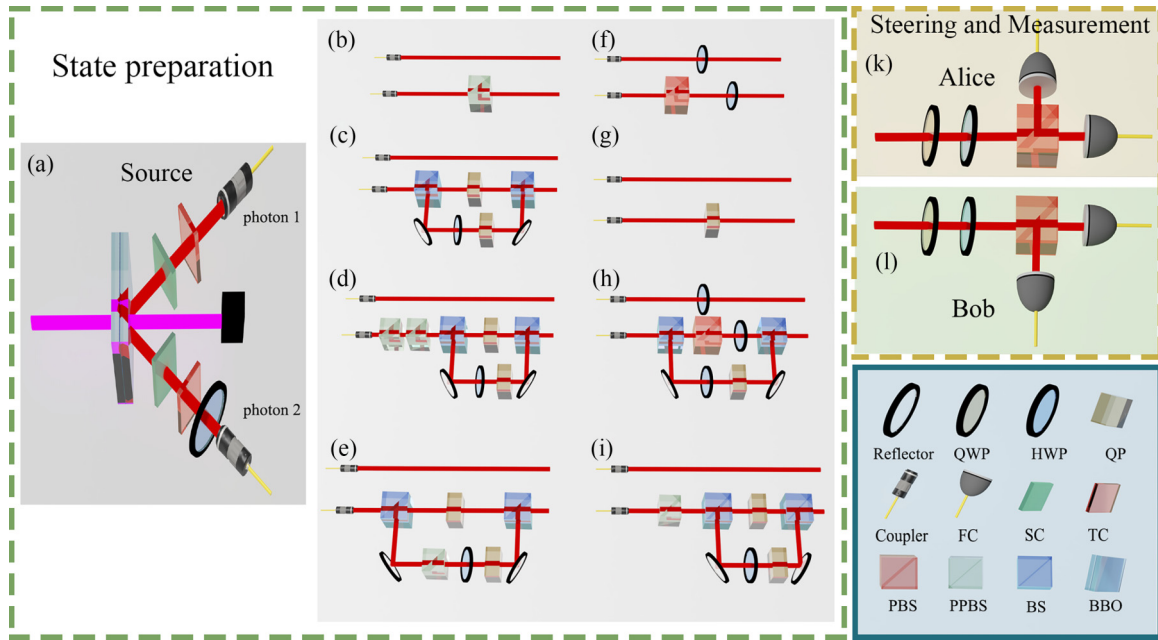 State preparation
(a)
Source
photon 1
photon 2
(b)
(c)
(d)
(e)
(f)
(g)
(h)
(i)
Steering and Measurement
(k)
Alice
(l)
Bob
Reflector QWP HWP QP
Coupler FC SC TC
PBS PPBS BS BBO